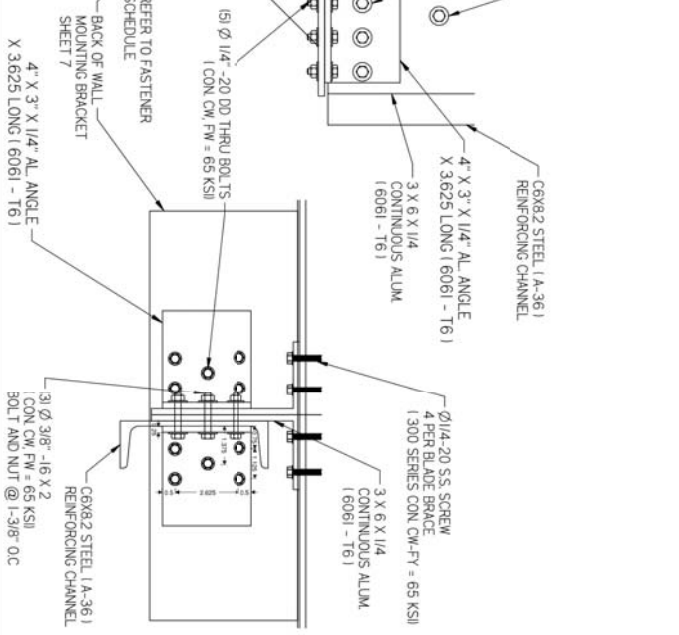 C6X8.2 STEEL ( A-36 )
REINFORCING CHANNEL
4" X 3" X 1/4" AL. ANGLE
X 3.625 LONG ( 6061 - T6 )
3 X 6 X 1/4
CONTINUOUS ALUM.
( 6061 - T6 )
(5) Ø 1/4" -20 DD THRU BOLTS
( CON. CW, FW = 65 KSI)
REFER TO FASTENER
SCHEDULE
BACK OF WALL
MOUNTING BRACKET
SHEET 7
4" X 3" X 1/4" AL. ANGLE
X 3.625 LONG ( 6061 - T6 )
Ø1/4-20 S.S. SCREW
4 PER BLADE BRACE
( 300 SERIES CON. CW-FY = 65 KSI)
3 X 6 X 1/4
CONTINUOUS ALUM.
( 6061 - T6 )
(3) Ø 3/8" -16 X 2
( CON. CW, FW = 65 KSI)
BOLT AND NUT @ 1-3/8" O.C
C6X8.2 STEEL ( A-36 )
REINFORCING CHANNEL
1.375
1.125
0.5
2.625
0.5